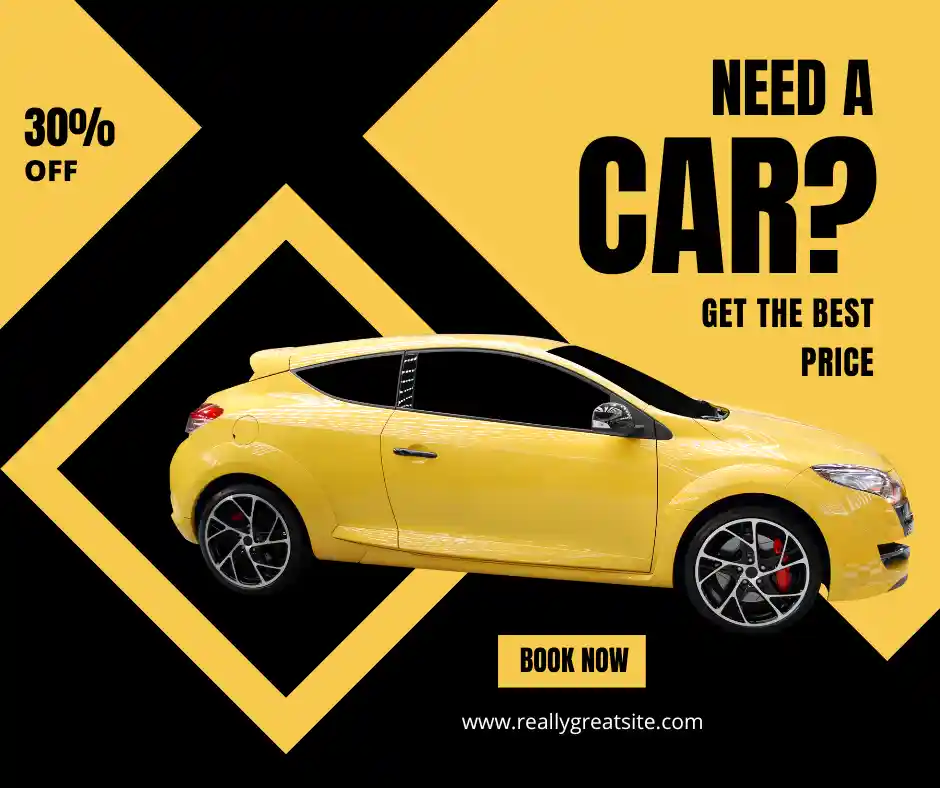 30%
OFF
NEED A
CAR?
GET THE BEST
PRICE
BOOK NOW
www.reallygreatsite.com